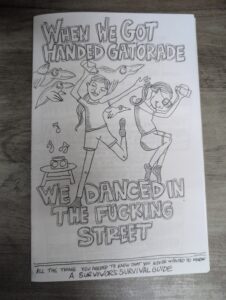 WHEN WE GOT
HANDED GATORADE
WE DANCED IN
THE FUCKING
STREET
ALL THE THINGS YOU NEEDED TO KNOW THAT YOU NEVER WANTED TO KNOW
A SURVIVORS SURVIVAL GUIDE